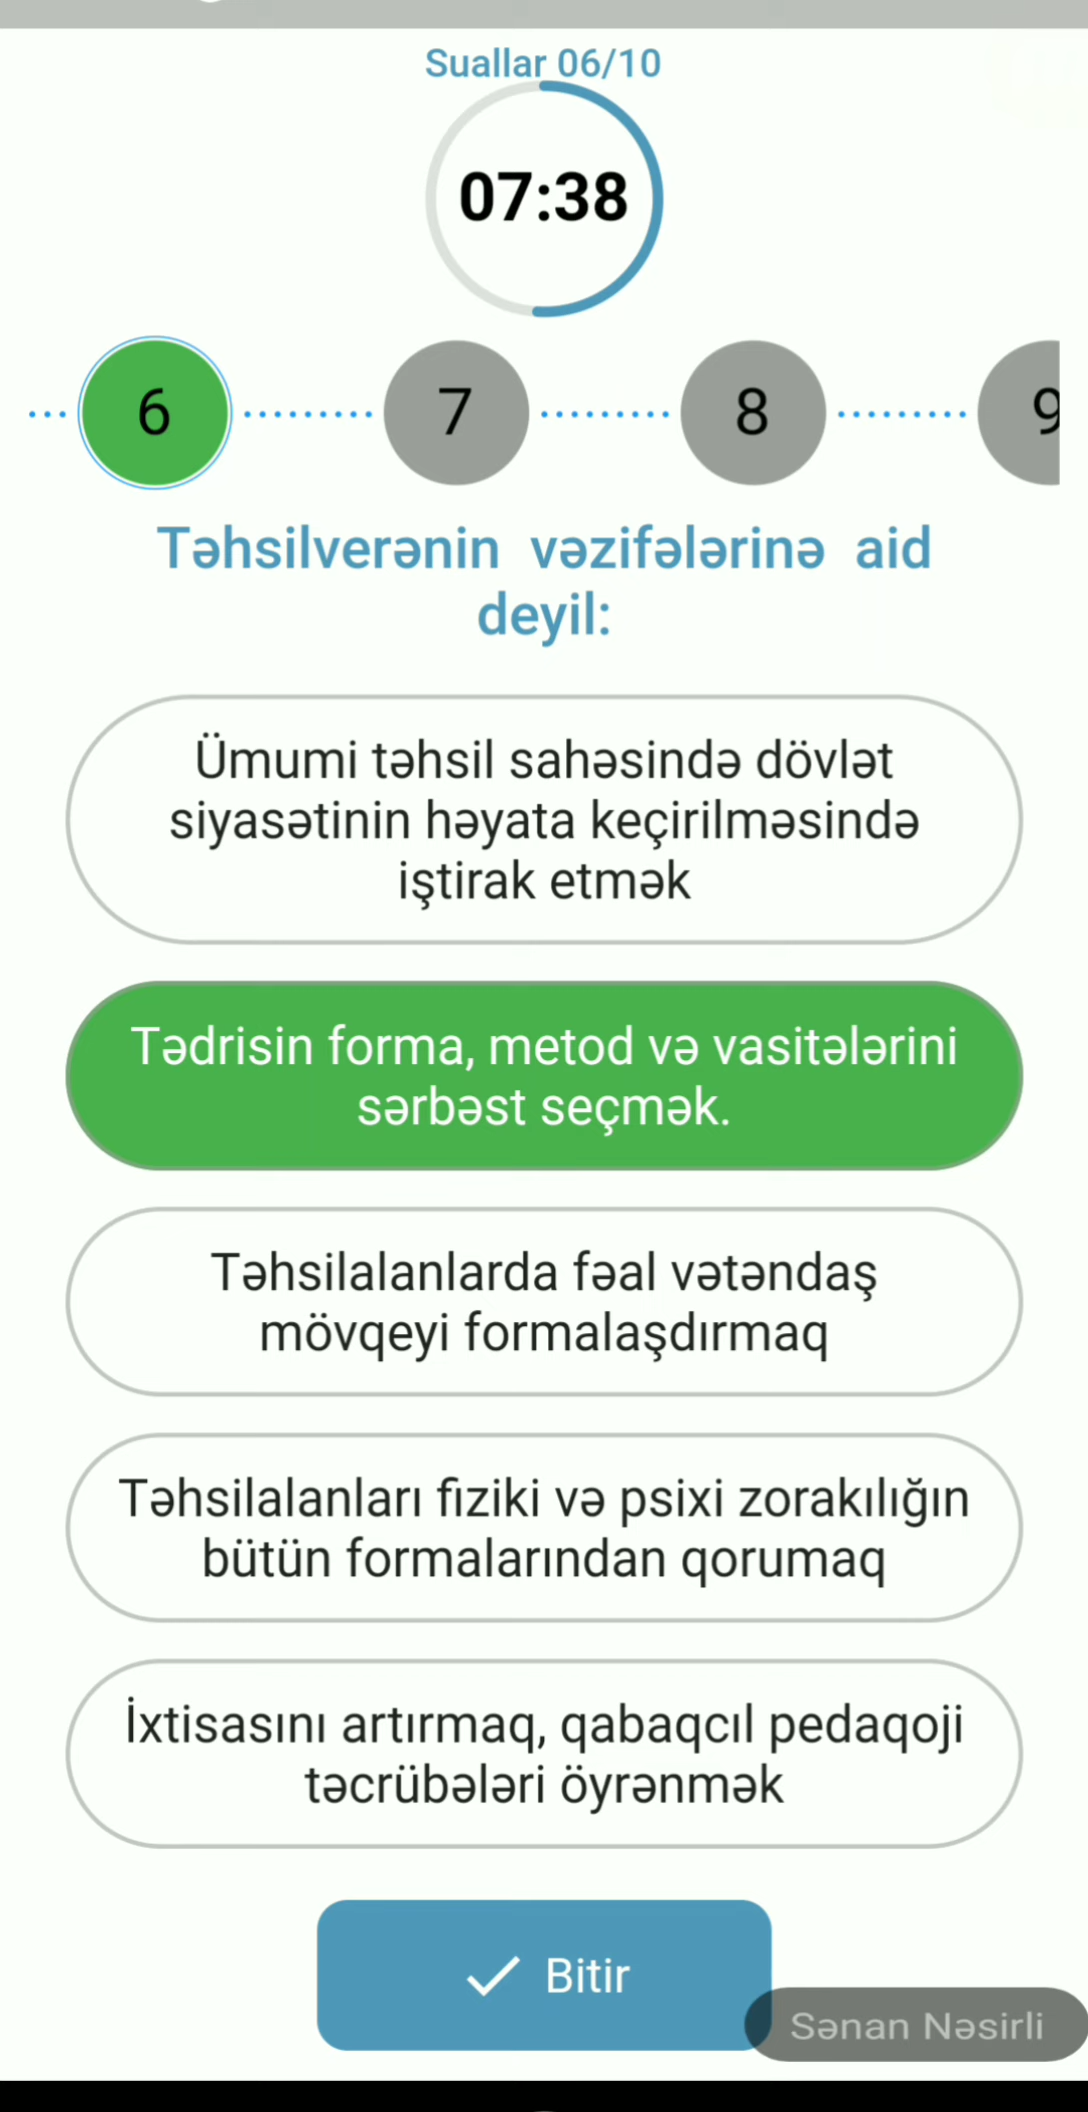 Suallar 06/10
07:38
6
7
8
9
Təhsilverənin vəzifələrinə aid
deyil:
Ümumi təhsil sahəsində dövlət
siyasətinin həyata keçirilməsində
iştirak etmək
Tədrisin forma, metod və vasitələrini
sərbəst seçmək.
Təhsilalanlarda fəal vətəndaş
mövqeyi formalaşdırmaq
Təhsilalanları fiziki və psixi zorakılığın
bütün formalarından qorumaq
İxtisasını artırmaq, qabaqcıl pedaqoji
təcrübələri öyrənmək
Bitir
Sənan Nəsirli